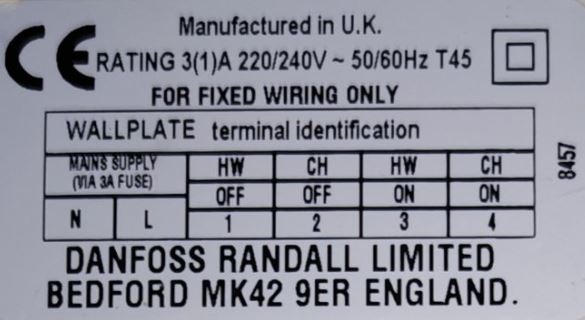 Manufactured in U.K.
CE RATING 3(1)A 220/240V ~ 50/60Hz T45
FOR FIXED WIRING ONLY
WALLPLATE terminal identification
MAINS SUPPLY HW CH HW CH
(VIA 3A FUSE) OFF OFF ON ON
N L 1 2 3 4
8457
DANFOSS RANDALL LIMITED
BEDFORD MK42 9ER ENGLAND.